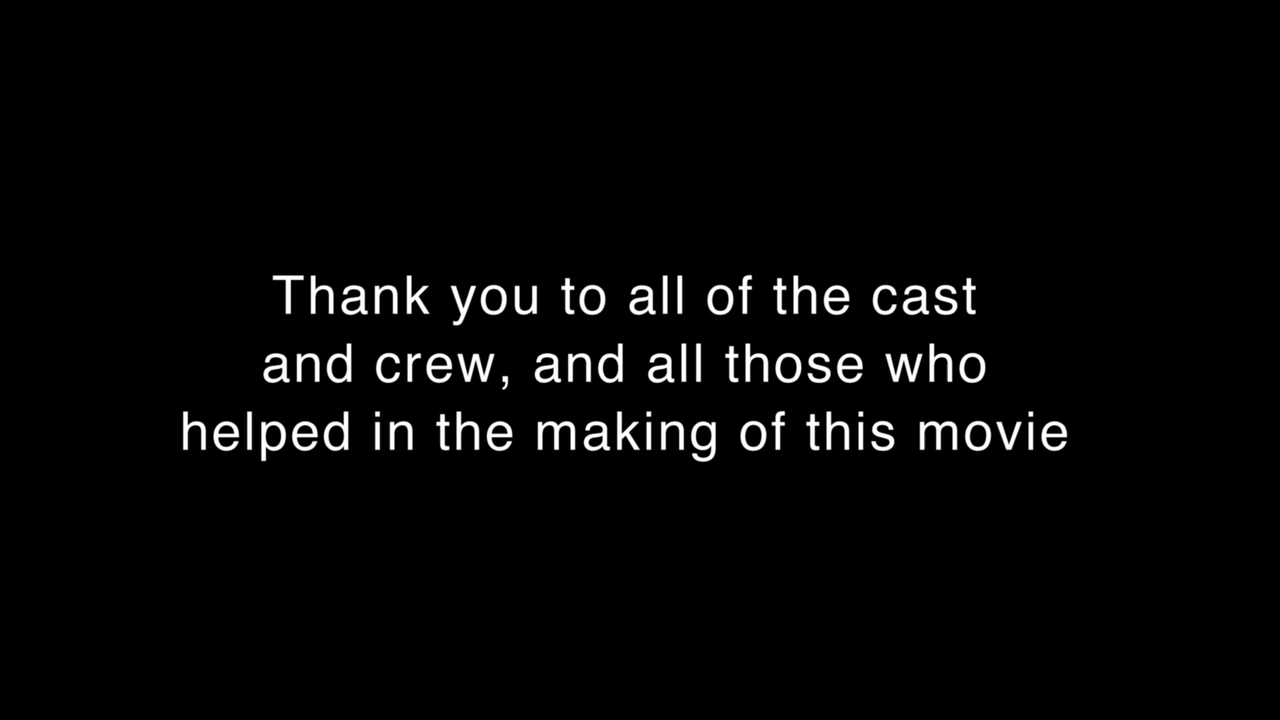 Thank you to all of the cast
and crew, and all those who
helped in the making of this movie